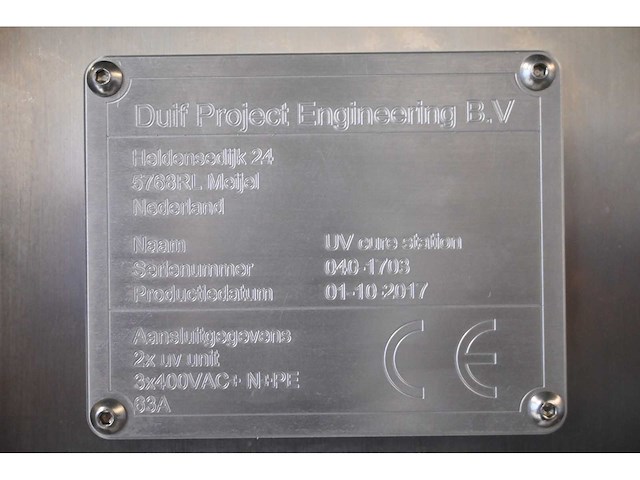 Duif Project Engineering B.V
Heldensedijk 24
5768RL Meijel
Nederland
Naam UV cure station
Serienummer 040-1703
Productiedatum 01-10-2017
Aansluitgegevens
2x uv unit
3x400VAC+ N+PE
63A
CE